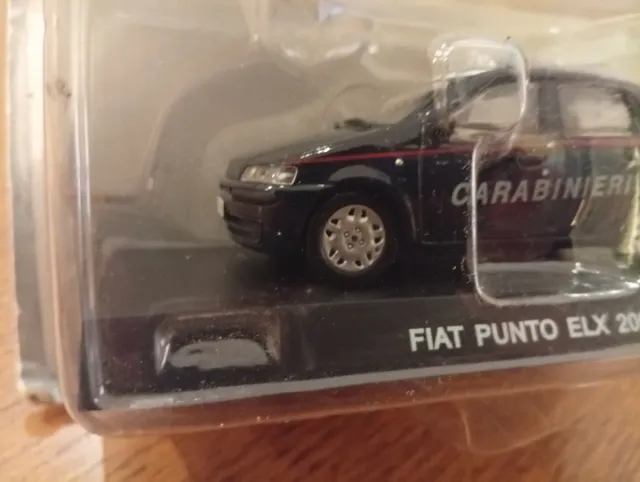 CARABINIERI
FIAT PUNTO ELX 20